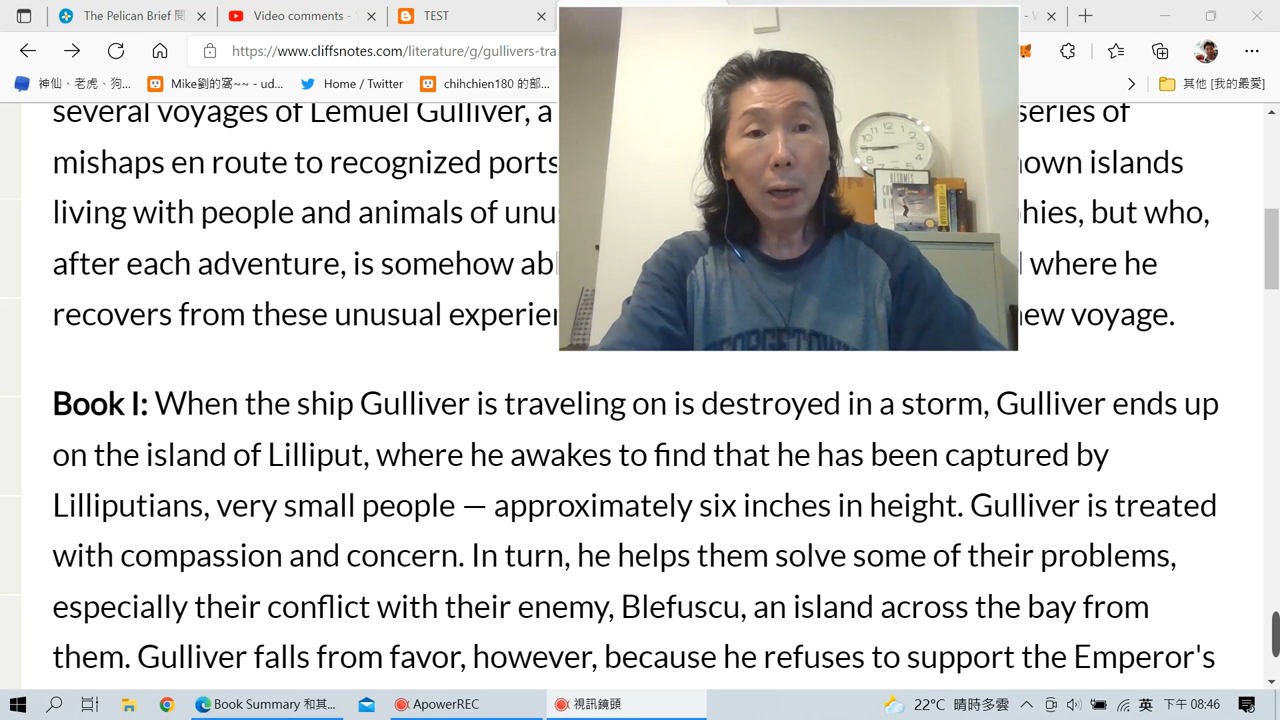 The Pelican Brief 閱
Video comments - Y
TEST
https://www.cliffsnotes.com/literature/g/gullivers-tra
神仙、老虎、狗...
Mike劉的窩~~ - ud...
Home / Twitter
chihchien180 的部...
其他 [我的最愛]
several voyages of Lemuel Gulliver, a series of
mishaps en route to recognized ports islands
living with people and animals of but who,
after each adventure, is somehow where he
recovers from these unusual new voyage.
Book I: When the ship Gulliver is traveling on is destroyed in a storm, Gulliver ends up
on the island of Lilliput, where he awakes to find that he has been captured by
Lilliputians, very small people — approximately six inches in height. Gulliver is treated
with compassion and concern. In turn, he helps them solve some of their problems,
especially their conflict with their enemy, Blefuscu, an island across the bay from
them. Gulliver falls from favor, however, because he refuses to support the Emperor's
Book Summary 和其...
ApowerREC
視訊鏡頭
22°C 晴時多雲
英
下午 08:46